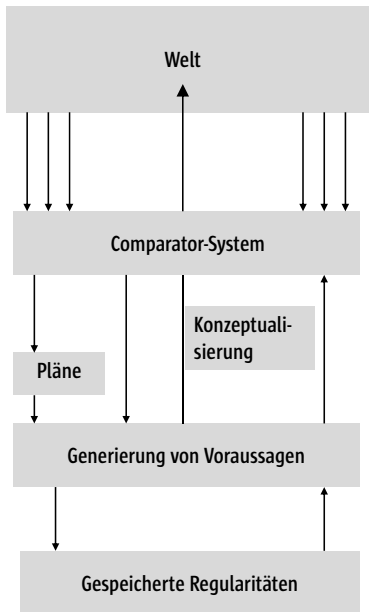 Welt
Comparator-System
Konzeptuali-
sierung
Pläne
Generierung von Voraussagen
Gespeicherte Regularitäten